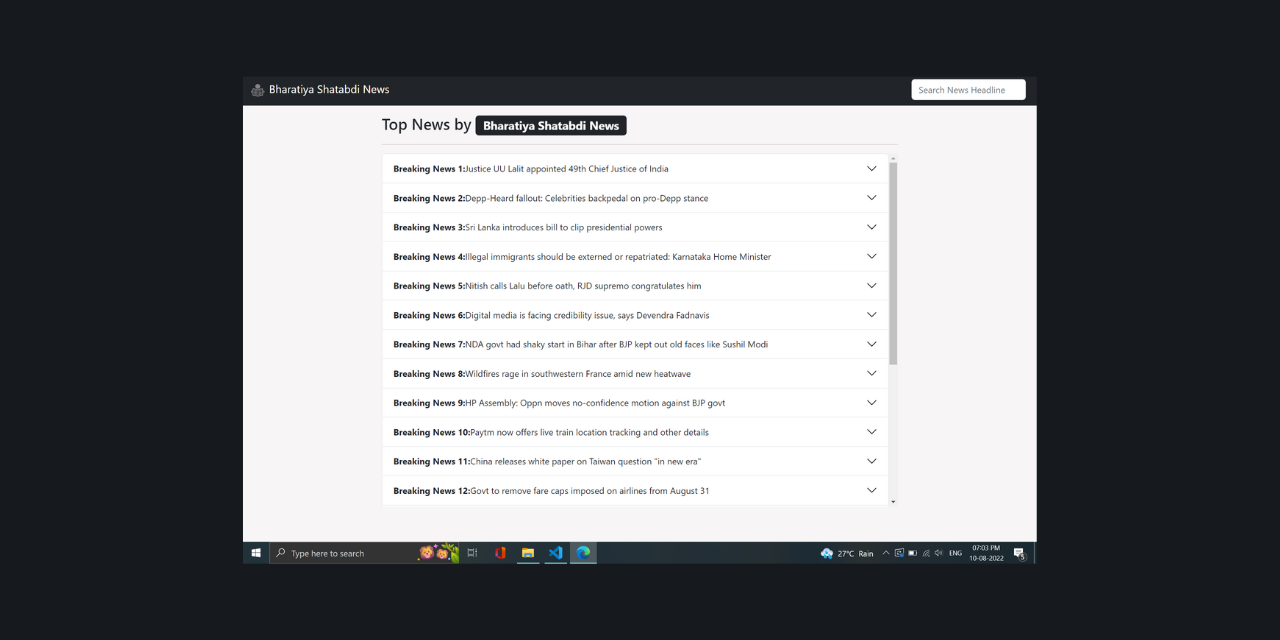 Bharatiya Shatabdi News
Search News Headline
Top News by Bharatiya Shatabdi News
Breaking News 1:Justice UU Lalit appointed 49th Chief Justice of India
Breaking News 2:Depp-Heard fallout: Celebrities backpedal on pro-Depp stance
Breaking News 3:Sri Lanka introduces bill to clip presidential powers
Breaking News 4:Illegal immigrants should be externed or repatriated: Karnataka Home Minister
Breaking News 5:Nitish calls Lalu before oath, RJD supremo congratulates him
Breaking News 6:Digital media is facing credibility issue, says Devendra Fadnavis
Breaking News 7:NDA govt had shaky start in Bihar after BJP kept out old faces like Sushil Modi
Breaking News 8:Wildfires rage in southwestern France amid new heatwave
Breaking News 9:HP Assembly: Oppn moves no-confidence motion against BJP govt
Breaking News 10:Paytm now offers live train location tracking and other details
Breaking News 11:China releases white paper on Taiwan question "in new era"
Breaking News 12:Govt to remove fare caps imposed on airlines from August 31
Type here to search
27°C Rain
ENG
07:03 PM
10-08-2022
5